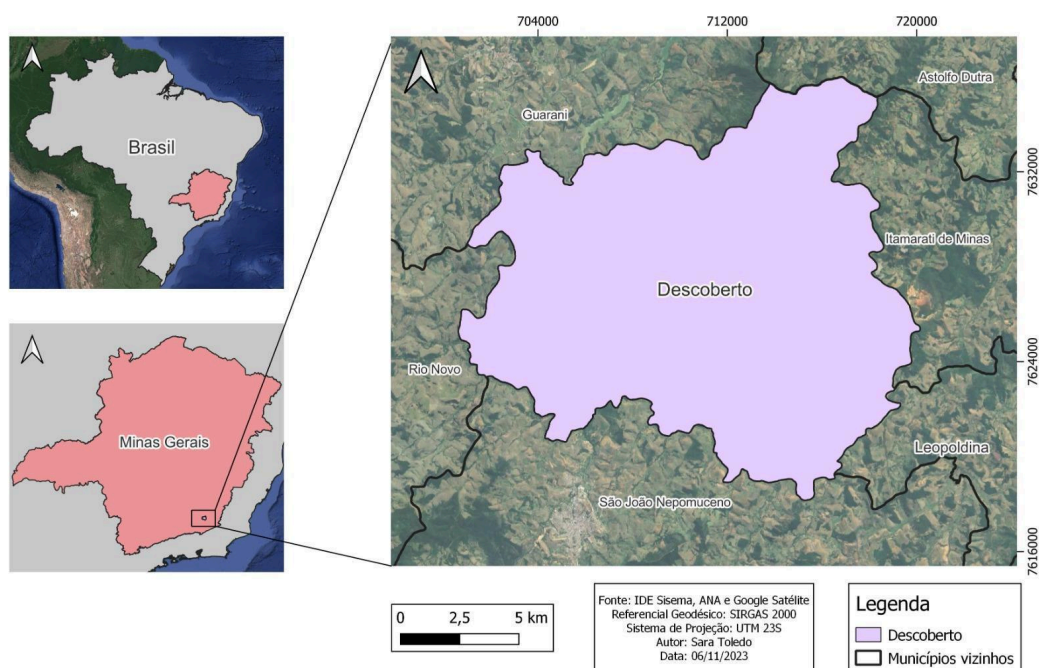 704000
712000
720000
Brasil
Minas Gerais
Astolfo Dutra
Guarani
7632000
Itamarati de Minas
Descoberto
7624000
Rio Novo
Leopoldina
São João Nepomuceno
7616000
0 2,5 5 km
Fonte: IDE Sisema, ANA e Google Satélite
Referencial Geodésico: SIRGAS 2000
Sistema de Projeção: UTM 23S
Autor: Sara Toledo
Data: 06/11/2023
Legenda
Descoberto
Municípios vizinhos